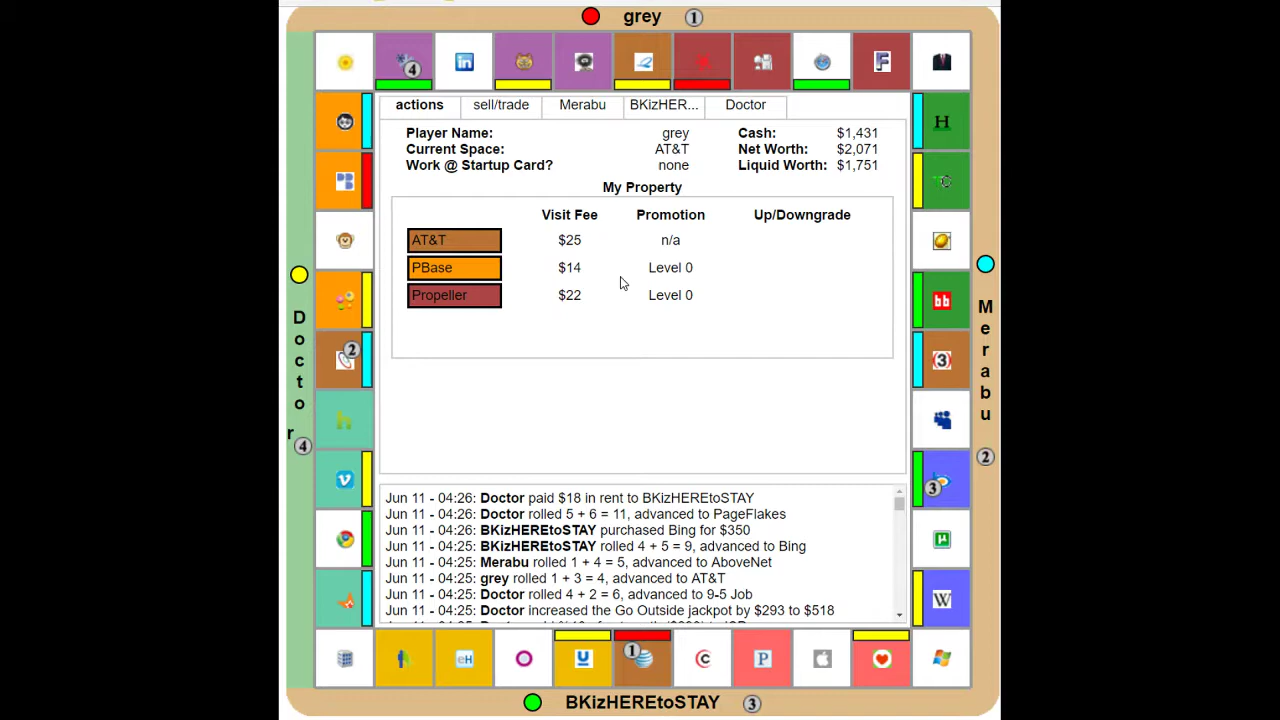 grey 1
4
actions sell/trade Merabu BKizHER... Doctor
Player Name: grey Cash: $1,431
Current Space: AT&T Net Worth: $2,071
Work @ Startup Card? none Liquid Worth: $1,751
My Property
Visit Fee Promotion Up/Downgrade
AT&T $25 n/a
PBase $14 Level 0
Propeller $22 Level 0
Jun 11 - 04:26: Doctor paid $18 in rent to BKizHEREtoSTAY
Jun 11 - 04:26: Doctor rolled 5 + 6 = 11, advanced to PageFlakes
Jun 11 - 04:26: BKizHEREtoSTAY purchased Bing for $350
Jun 11 - 04:25: BKizHEREtoSTAY rolled 4 + 5 = 9, advanced to Bing
Jun 11 - 04:25: Merabu rolled 1 + 4 = 5, advanced to AboveNet
Jun 11 - 04:25: grey rolled 1 + 3 = 4, advanced to AT&T
Jun 11 - 04:25: Doctor rolled 4 + 2 = 6, advanced to 9-5 Job
Jun 11 - 04:25: Doctor increased the Go Outside jackpot by $293 to $518
Doctor 4
2
in
F
H
bb
3
Merabu 2
3
µ
W
h
v
eH
U
1
C
P
BKizHEREtoSTAY 3